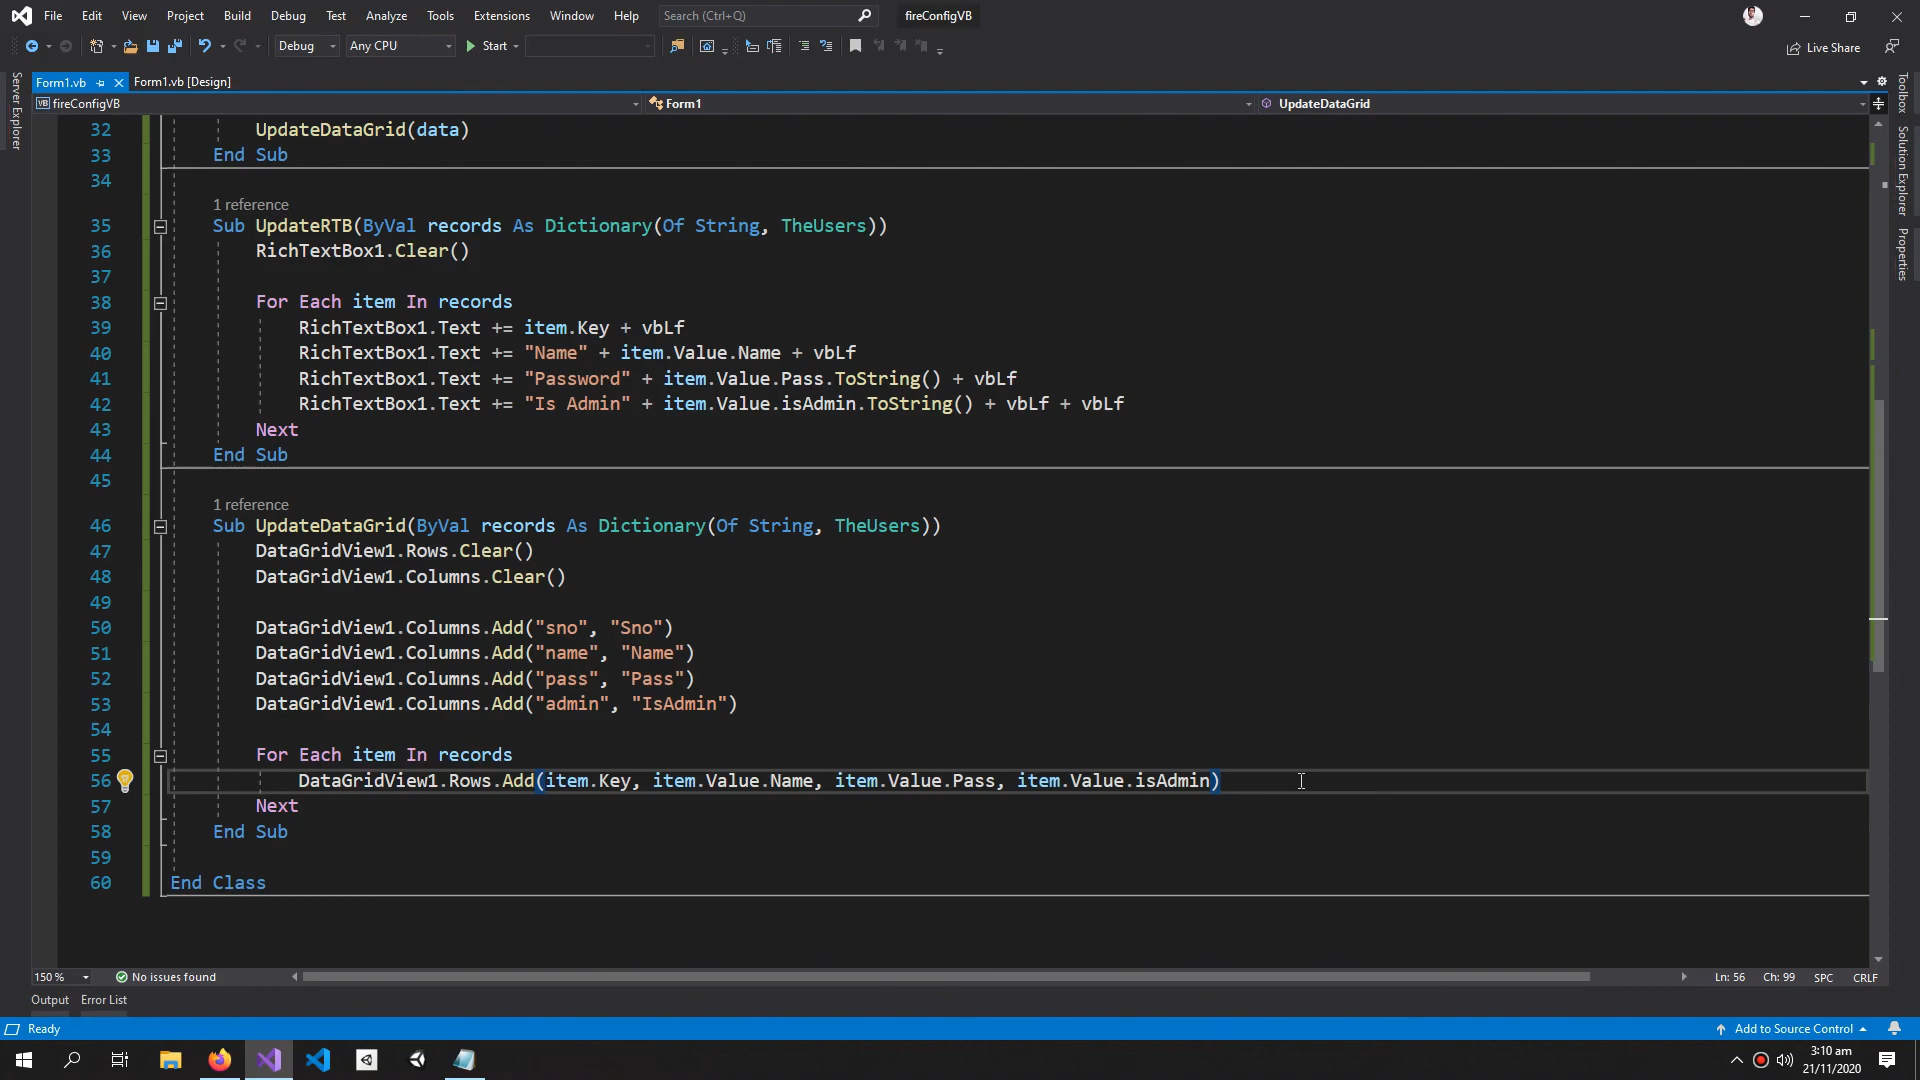 File Edit View Project Build Debug Test Analyze Tools Extensions Window Help Search (Ctrl+Q) fireConfigVB
Debug Any CPU Start Live Share
Form1.vb Form1.vb [Design]
VB fireConfigVB Form1 UpdateDataGrid
Server Explorer
Toolbox
Solution Explorer
Properties
32 UpdateDataGrid(data)
33 End Sub
34
1 reference
35 Sub UpdateRTB(ByVal records As Dictionary(Of String, TheUsers))
36 RichTextBox1.Clear()
37
38 For Each item In records
39 RichTextBox1.Text += item.Key + vbLf
40 RichTextBox1.Text += "Name" + item.Value.Name + vbLf
41 RichTextBox1.Text += "Password" + item.Value.Pass.ToString() + vbLf
42 RichTextBox1.Text += "Is Admin" + item.Value.isAdmin.ToString() + vbLf + vbLf
43 Next
44 End Sub
45
1 reference
46 Sub UpdateDataGrid(ByVal records As Dictionary(Of String, TheUsers))
47 DataGridView1.Rows.Clear()
48 DataGridView1.Columns.Clear()
49
50 DataGridView1.Columns.Add("sno", "Sno")
51 DataGridView1.Columns.Add("name", "Name")
52 DataGridView1.Columns.Add("pass", "Pass")
53 DataGridView1.Columns.Add("admin", "IsAdmin")
54
55 For Each item In records
56 DataGridView1.Rows.Add(item.Key, item.Value.Name, item.Value.Pass, item.Value.isAdmin)
57 Next
58 End Sub
59
60 End Class
150 % No issues found Ln: 56 Ch: 99 SPC CRLF
Output Error List
Ready Add to Source Control
3:10 am
21/11/2020